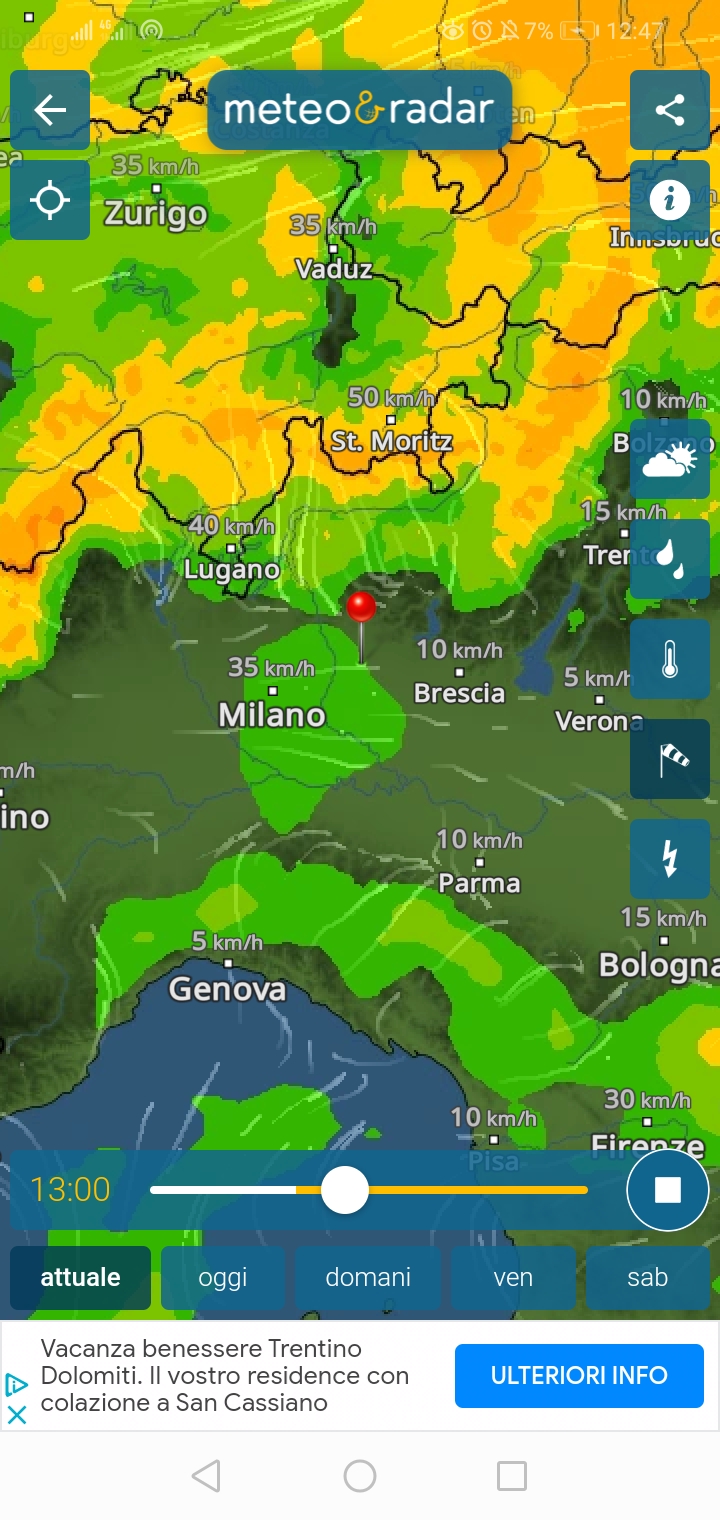 4G 7% 12:47
meteo&radar
35 km/h
Zurigo
35 km/h
Vaduz
50 km/h
St. Moritz
10 km/h
40 km/h
Lugano
15 km/h
35 km/h
Milano
10 km/h
Brescia
5 km/h
Verona
m/h
ino
10 km/h
Parma
15 km/h
Bologna
5 km/h
Genova
30 km/h
Firenze
10 km/h
Pisa
13:00
attuale oggi domani ven sab
Vacanza benessere Trentino
Dolomiti. Il vostro residence con
colazione a San Cassiano
ULTERIORI INFO